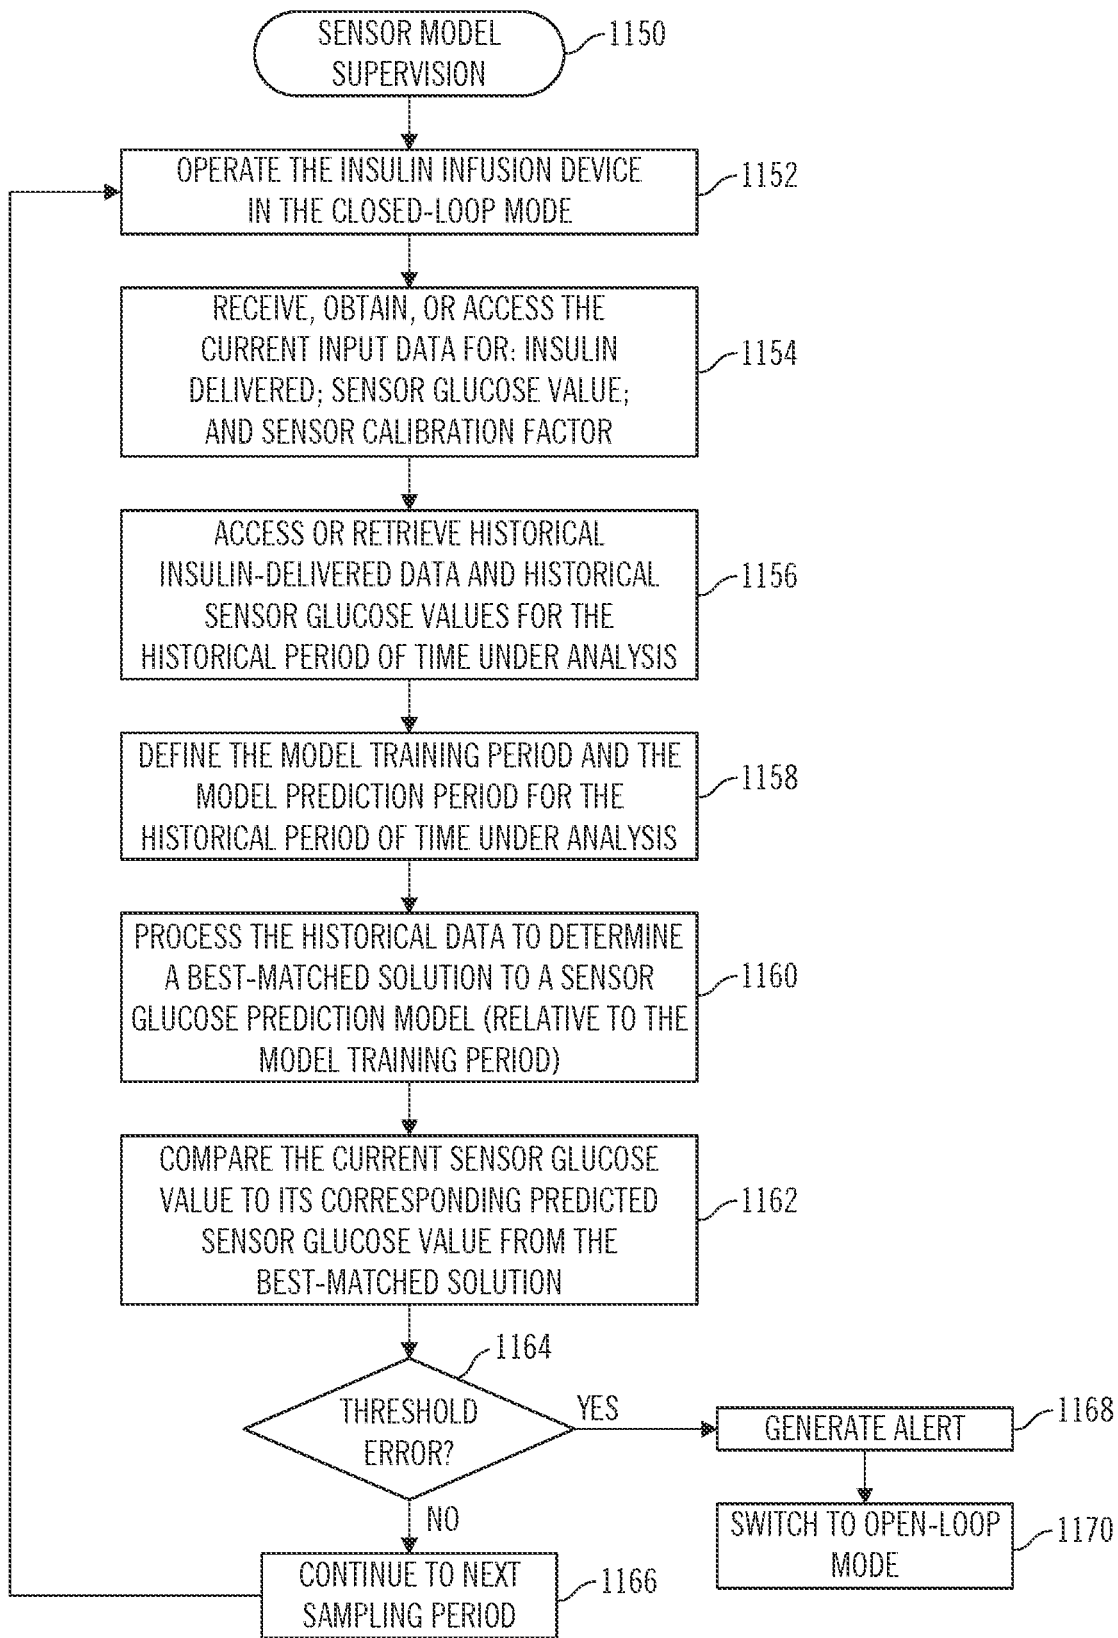 SENSOR MODEL
SUPERVISION
1150
OPERATE THE INSULIN INFUSION DEVICE
IN THE CLOSED-LOOP MODE
1152
RECEIVE, OBTAIN, OR ACCESS THE
CURRENT INPUT DATA FOR: INSULIN
DELIVERED; SENSOR GLUCOSE VALUE;
AND SENSOR CALIBRATION FACTOR
1154
ACCESS OR RETRIEVE HISTORICAL
INSULIN-DELIVERED DATA AND HISTORICAL
SENSOR GLUCOSE VALUES FOR THE
HISTORICAL PERIOD OF TIME UNDER ANALYSIS
1156
DEFINE THE MODEL TRAINING PERIOD AND THE
MODEL PREDICTION PERIOD FOR THE
HISTORICAL PERIOD OF TIME UNDER ANALYSIS
1158
PROCESS THE HISTORICAL DATA TO DETERMINE
A BEST-MATCHED SOLUTION TO A SENSOR
GLUCOSE PREDICTION MODEL (RELATIVE TO THE
MODEL TRAINING PERIOD)
1160
COMPARE THE CURRENT SENSOR GLUCOSE
VALUE TO ITS CORRESPONDING PREDICTED
SENSOR GLUCOSE VALUE FROM THE
BEST-MATCHED SOLUTION
1162
THRESHOLD
ERROR?
1164
YES
GENERATE ALERT
1168
SWITCH TO OPEN-LOOP
MODE
1170
NO
CONTINUE TO NEXT
SAMPLING PERIOD
1166